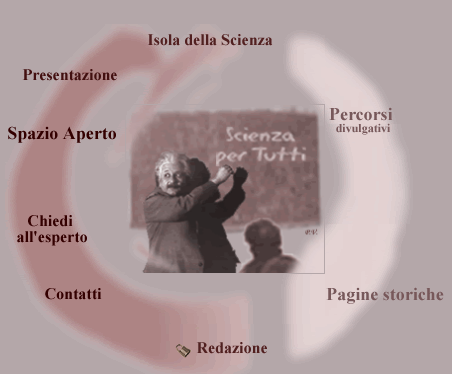 Isola della Scienza
Presentazione
Percorsi
divulgativi
Spazio Aperto
Scienza
per Tutti
Chiedi
all'esperto
Contatti
Pagine storiche
Redazione